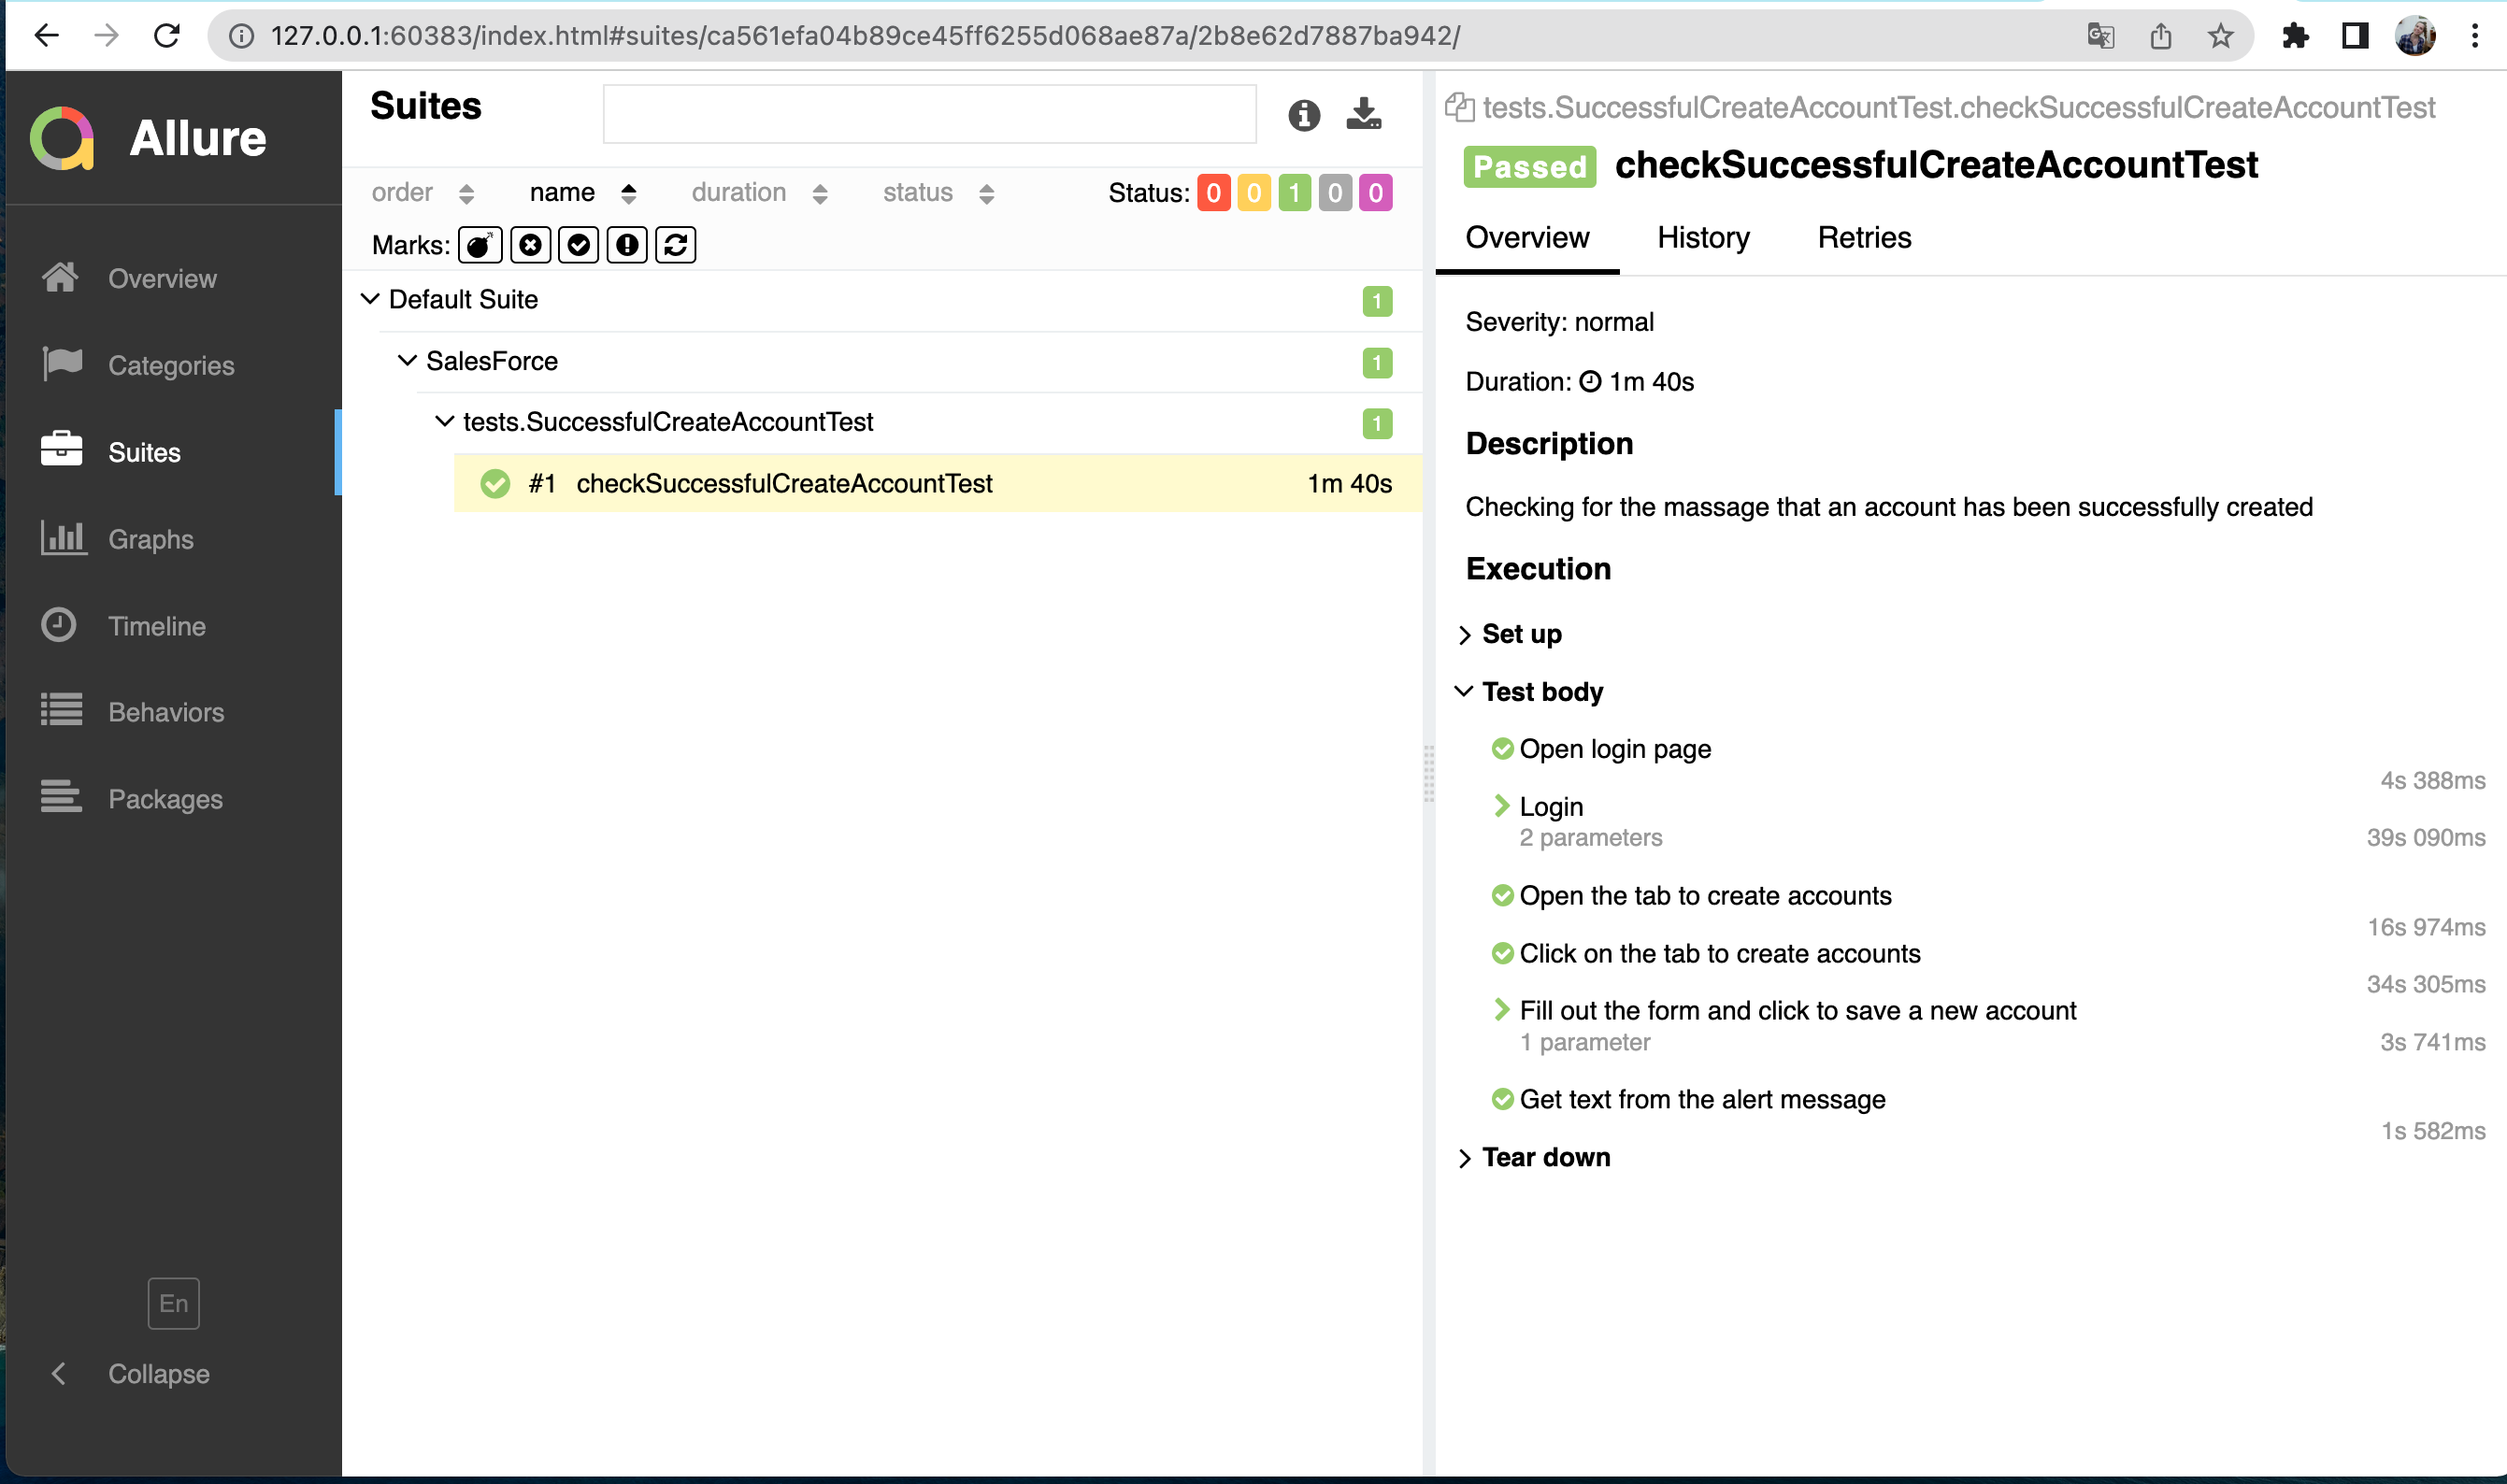 127.0.0.1:60383/index.html#suites/ca561efa04b89ce45ff6255d068ae87a/2b8e62d7887ba942/
Allure
Overview
Categories
Suites
Graphs
Timeline
Behaviors
Packages
En
Collapse
Suites
order name duration status Status: 0 0 1 0 0
Marks:
Default Suite 1
SalesForce 1
tests.SuccessfulCreateAccountTest 1
#1 checkSuccessfulCreateAccountTest 1m 40s
tests.SuccessfulCreateAccountTest.checkSuccessfulCreateAccountTest
Passed checkSuccessfulCreateAccountTest
Overview History Retries
Severity: normal
Duration: 1m 40s
Description
Checking for the massage that an account has been successfully created
Execution
Set up
Test body
Open login page
4s 388ms
Login
2 parameters 39s 090ms
Open the tab to create accounts
16s 974ms
Click on the tab to create accounts
34s 305ms
Fill out the form and click to save a new account
1 parameter 3s 741ms
Get text from the alert message
1s 582ms
Tear down